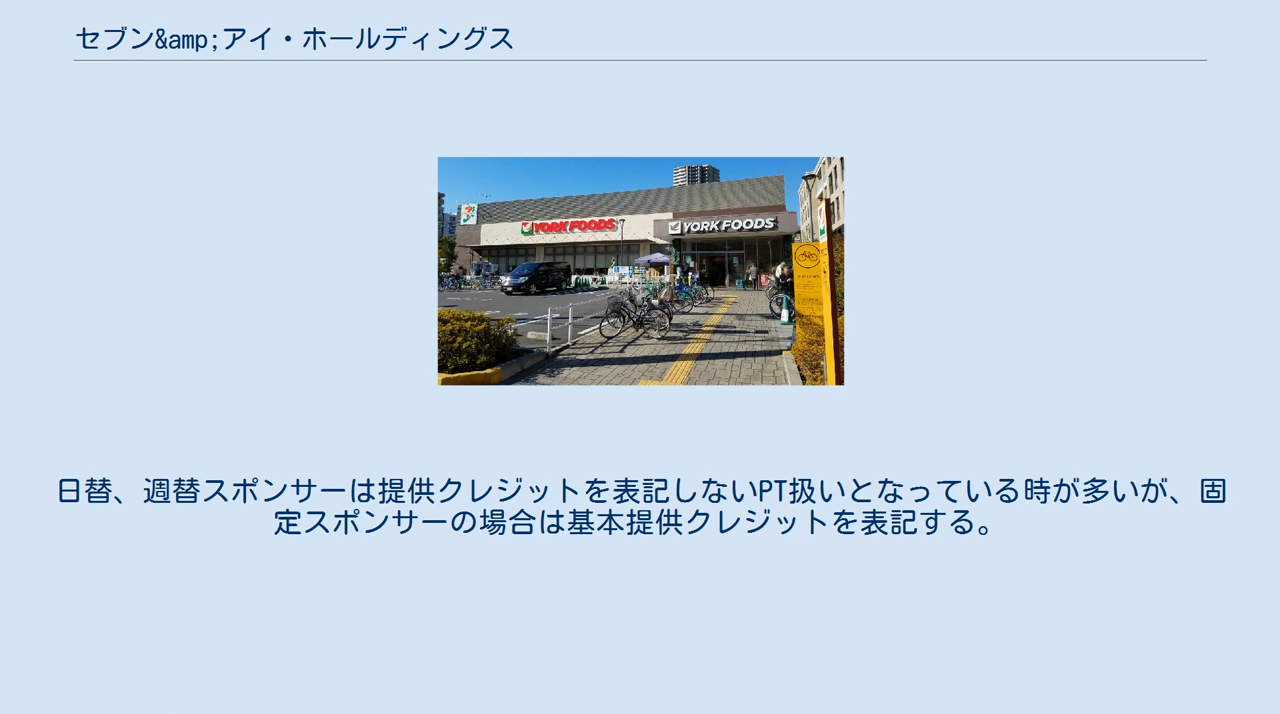 セブン&amp;アイ・ホールディングス
YORK FOODS
YORK FOODS
日替、週替スポンサーは提供クレジットを表記しないPT扱いとなっている時が多いが、固
定スポンサーの場合は基本提供クレジットを表記する。